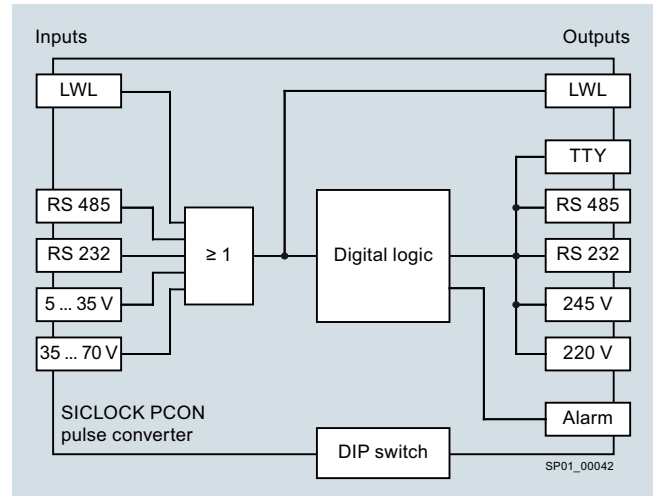 Inputs
Outputs
LWL
LWL
TTY
RS 485
RS 485
RS 232
≥ 1
Digital logic
RS 232
5 ... 35 V
245 V
35 ... 70 V
220 V
SICLOCK PCON
pulse converter
Alarm
DIP switch
SP01_00042